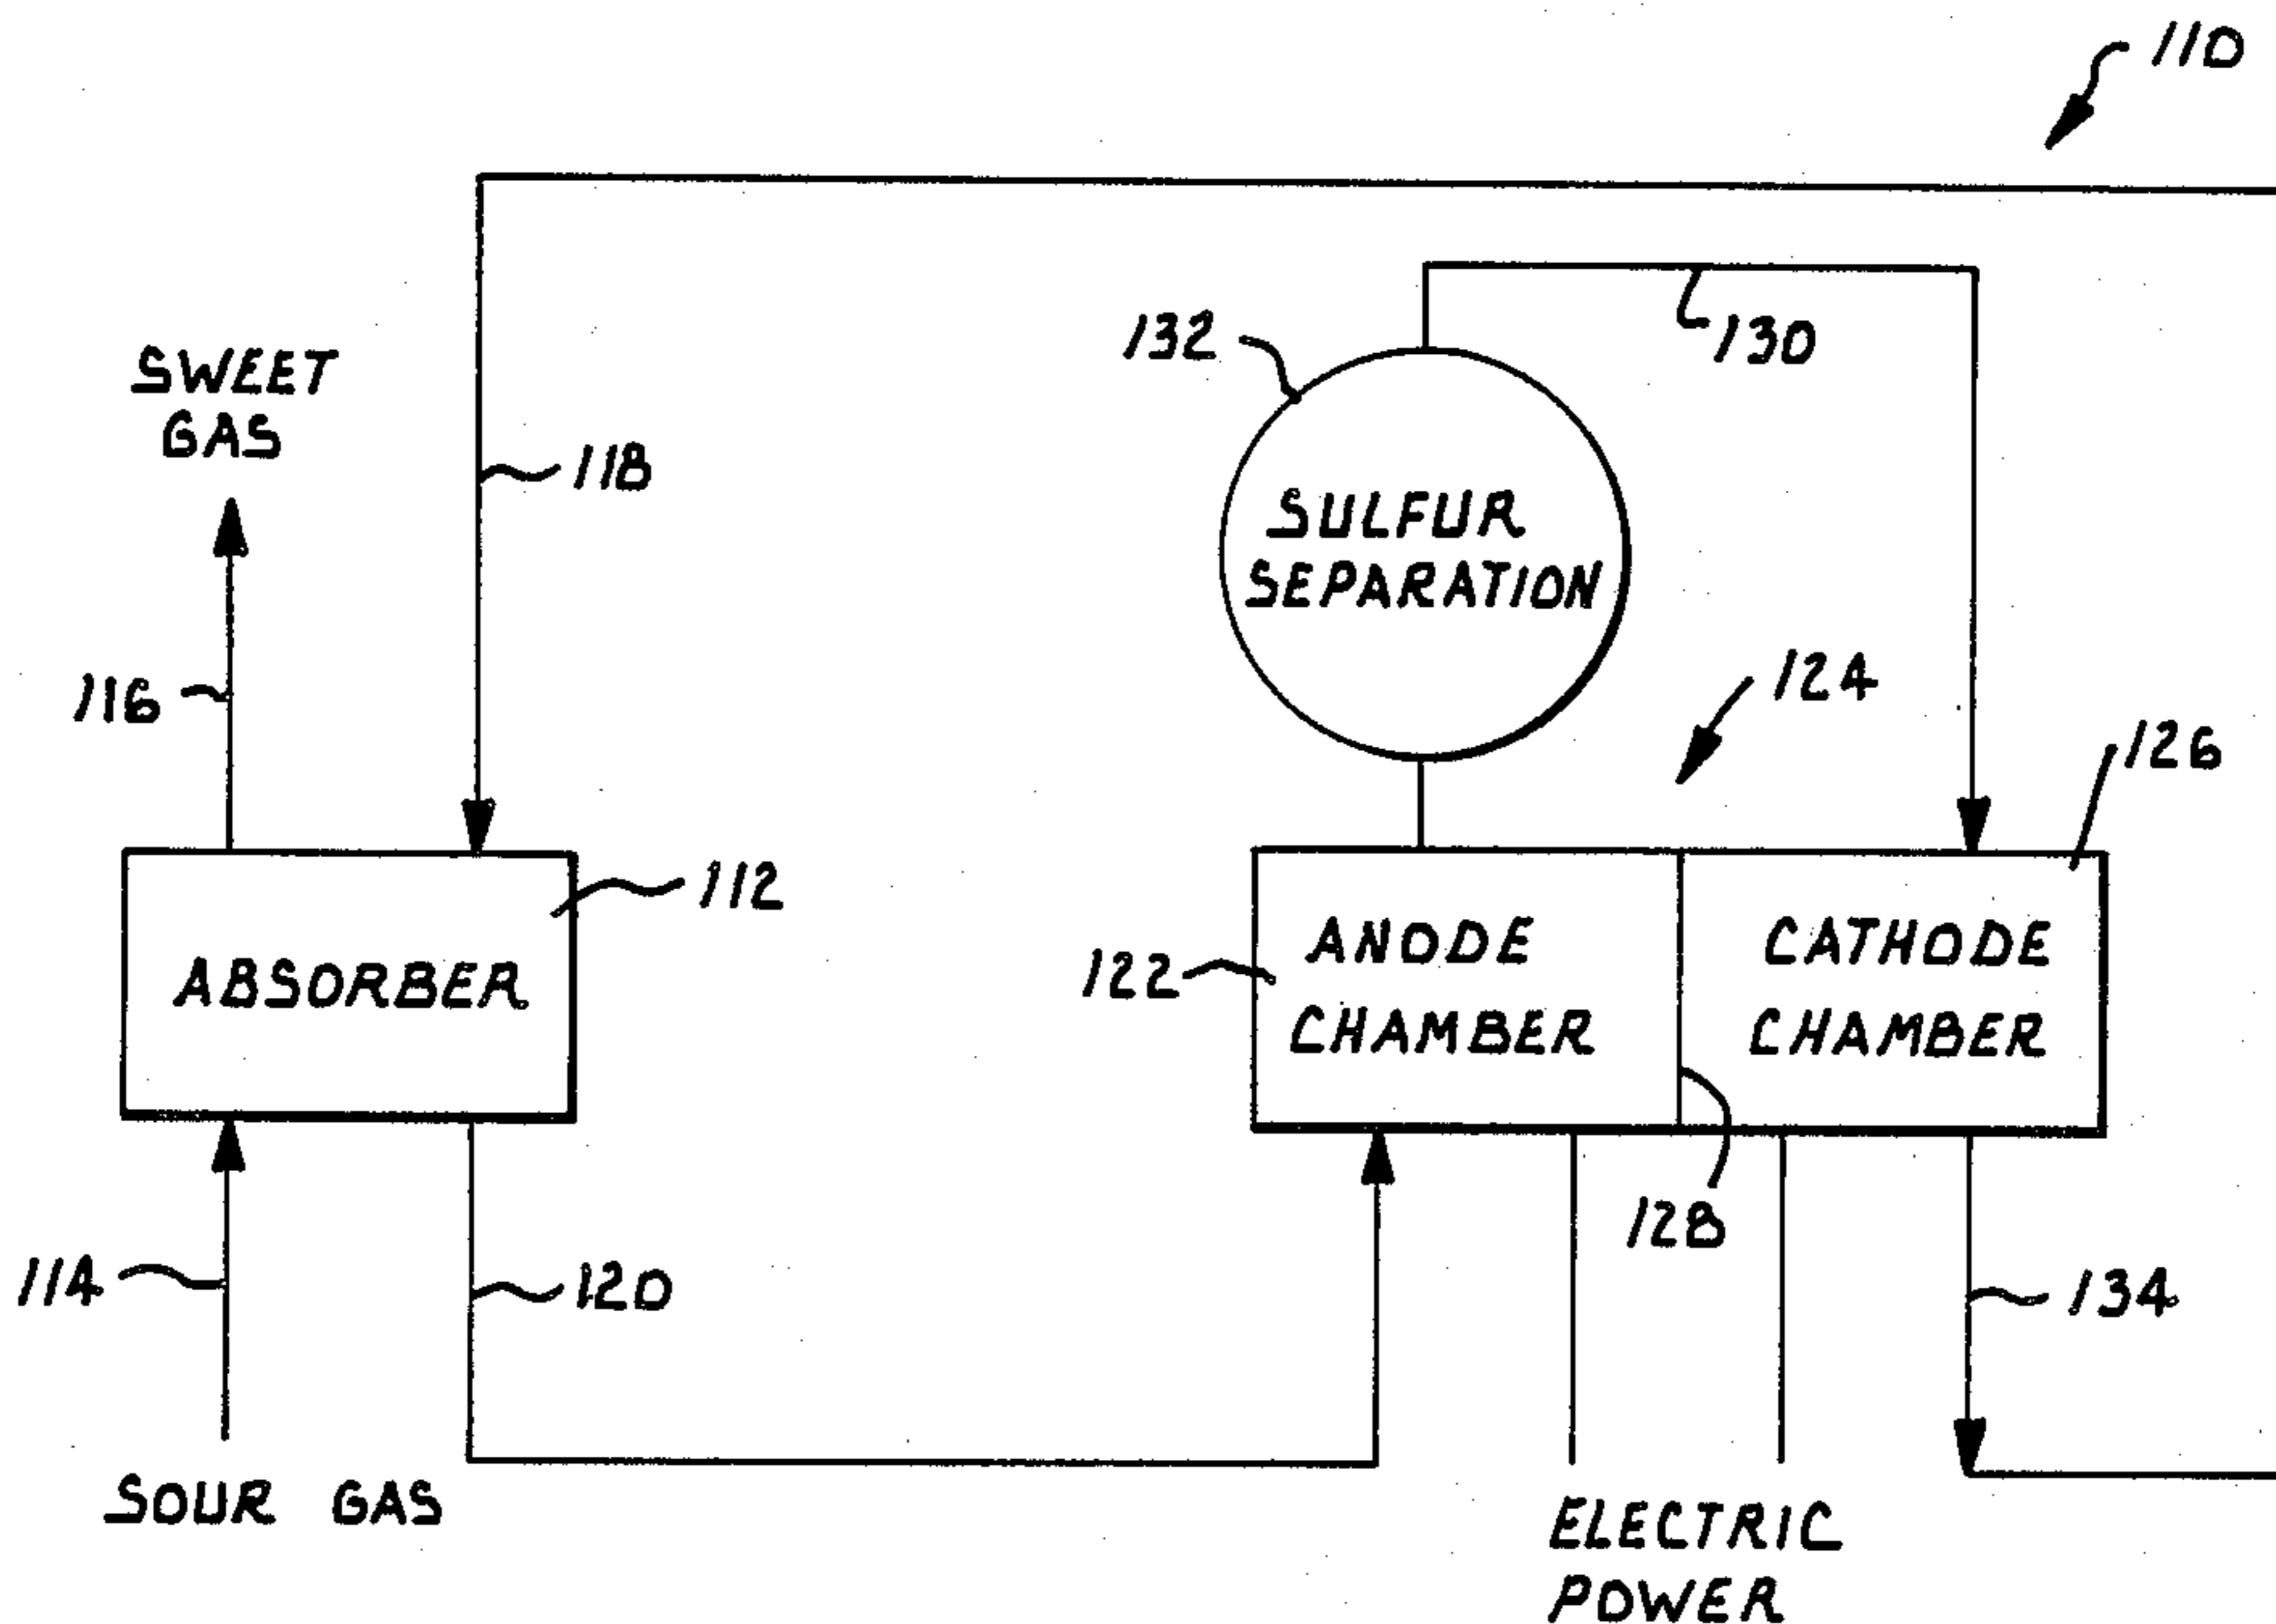 110
SWEET
GAS
132
130
118
SULFUR
SEPARATION
124
116
126
112
ABSORBER
122
ANODE
CHAMBER
CATHODE
CHAMBER
128
114
120
134
SOUR GAS
ELECTRIC
POWER